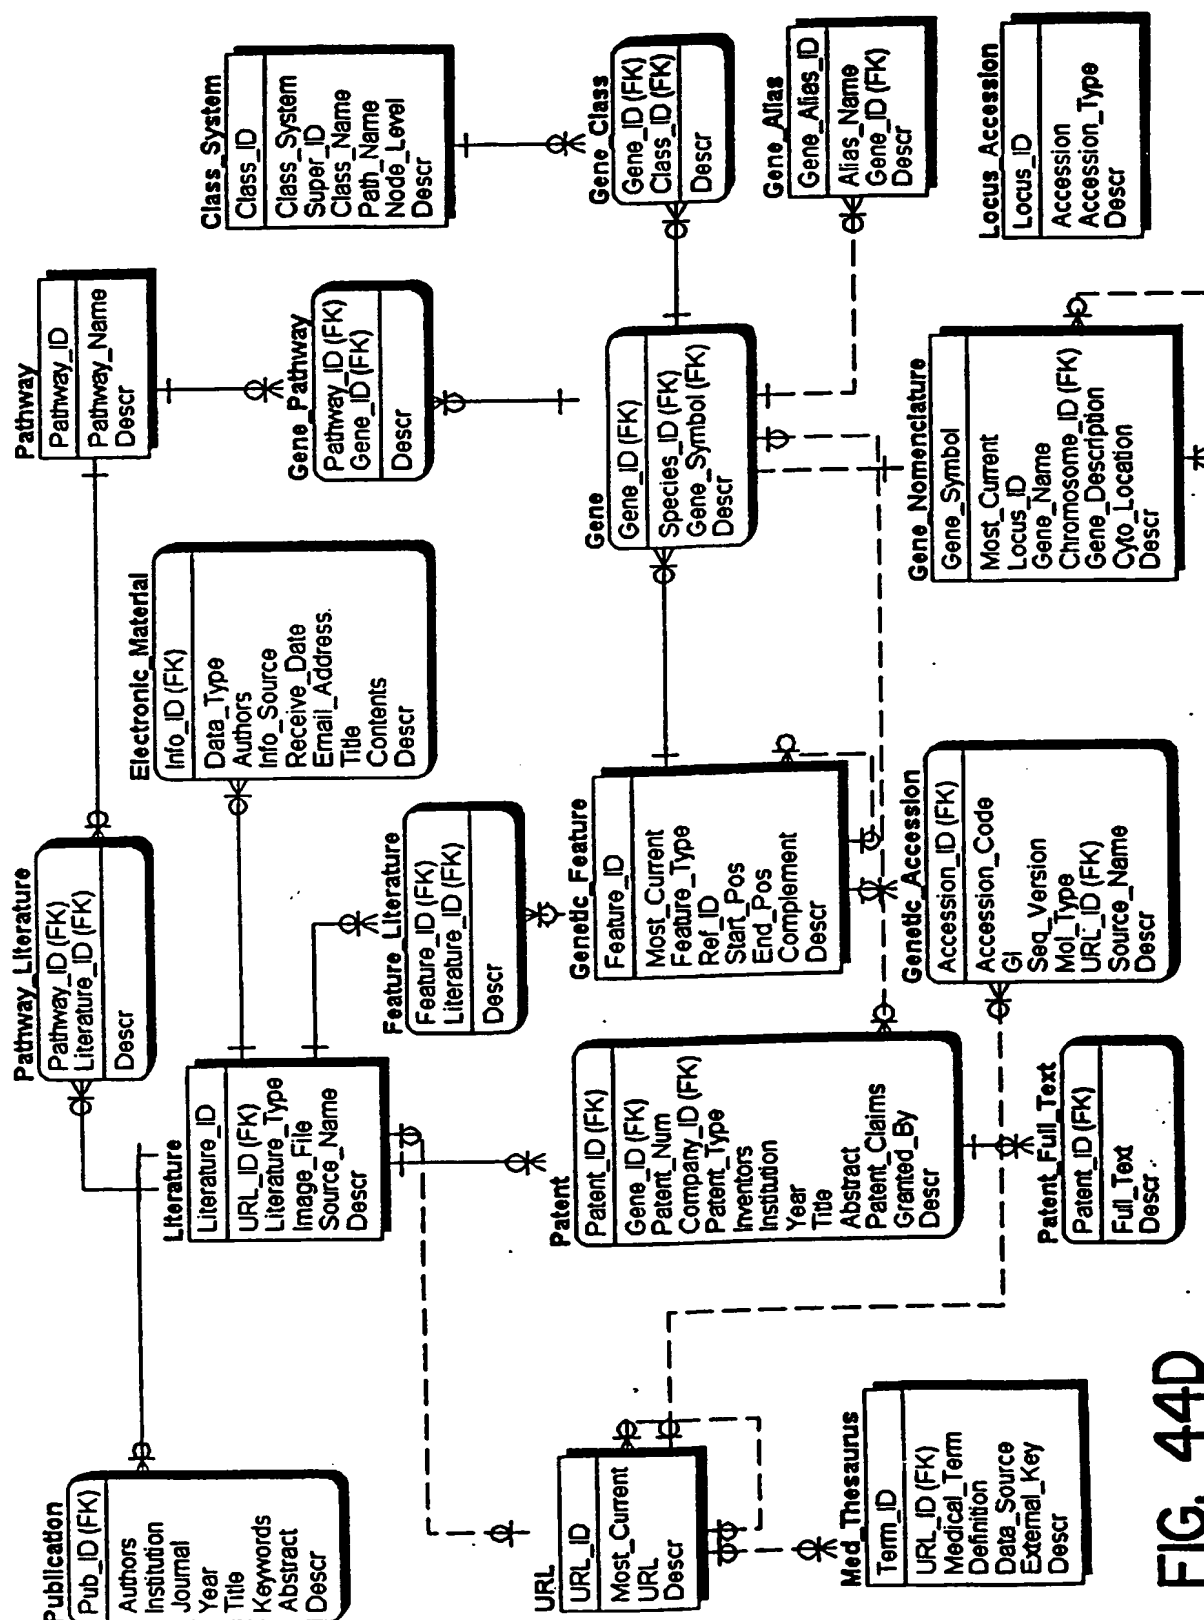 Publication
Pub_ID (FK)
Authors
Institution
Journal
Year
Title
Keywords
Abstract
Descr
Pathway_Literature
Pathway_ID (FK)
Literature_ID (FK)
Descr
Pathway
Pathway_ID
Pathway_Name
Descr
Literature
Literature_ID
URL_ID (FK)
Literature_Type
Image_File
Source_Name
Descr
Electronic_Material
Info_ID (FK)
Data_Type
Authors
Info_Source
Receive_Date
Email_Address
Title
Contents
Descr
Class_System
Class_ID
Class_System
Super_ID
Class_Name
Path_Name
Node_Level
Descr
Feature_Literature
Feature_ID (FK)
Literature_ID (FK)
Descr
Gene_Pathway
Pathway_ID (FK)
Gene_ID (FK)
Descr
URL
URL_ID
Most_Current
URL
Descr
Patent
Patent_ID (FK)
Gene_ID (FK)
Patent_Num
Company_ID (FK)
Patent_Type
Inventors
Institution
Year
Title
Abstract
Patent_Claims
Granted_By
Descr
Genetic_Feature
Feature_ID
Most_Current
Feature_Type
Ref_ID
Start_Pos
End_Pos
Complement
Descr
Gene
Gene_ID (FK)
Species_ID (FK)
Gene_Symbol (FK)
Descr
Gene_Class
Gene_ID (FK)
Class_ID (FK)
Descr
Gene_Alias
Gene_Alias_ID
Alias_Name
Gene_ID (FK)
Descr
Med_Thesaurus
Term_ID
URL_ID (FK)
Medical_Term
Definition
Data_Source
External_Key
Descr
Patent_Full_Text
Patent_ID (FK)
Full_Text
Descr
Genetic_Accession
Accession_ID (FK)
Accession_Code
GI
Seq_Version
Mol_Type
URL_ID (FK)
Source_Name
Descr
Gene_Nomenclature
Gene_Symbol
Most_Current
Locus_ID
Gene_Name
Chromosome_ID (FK)
Gene_Description
Cyto_Location
Descr
Locus_Accession
Locus_ID
Accession
Accession_Type
Descr
FIG. 44D